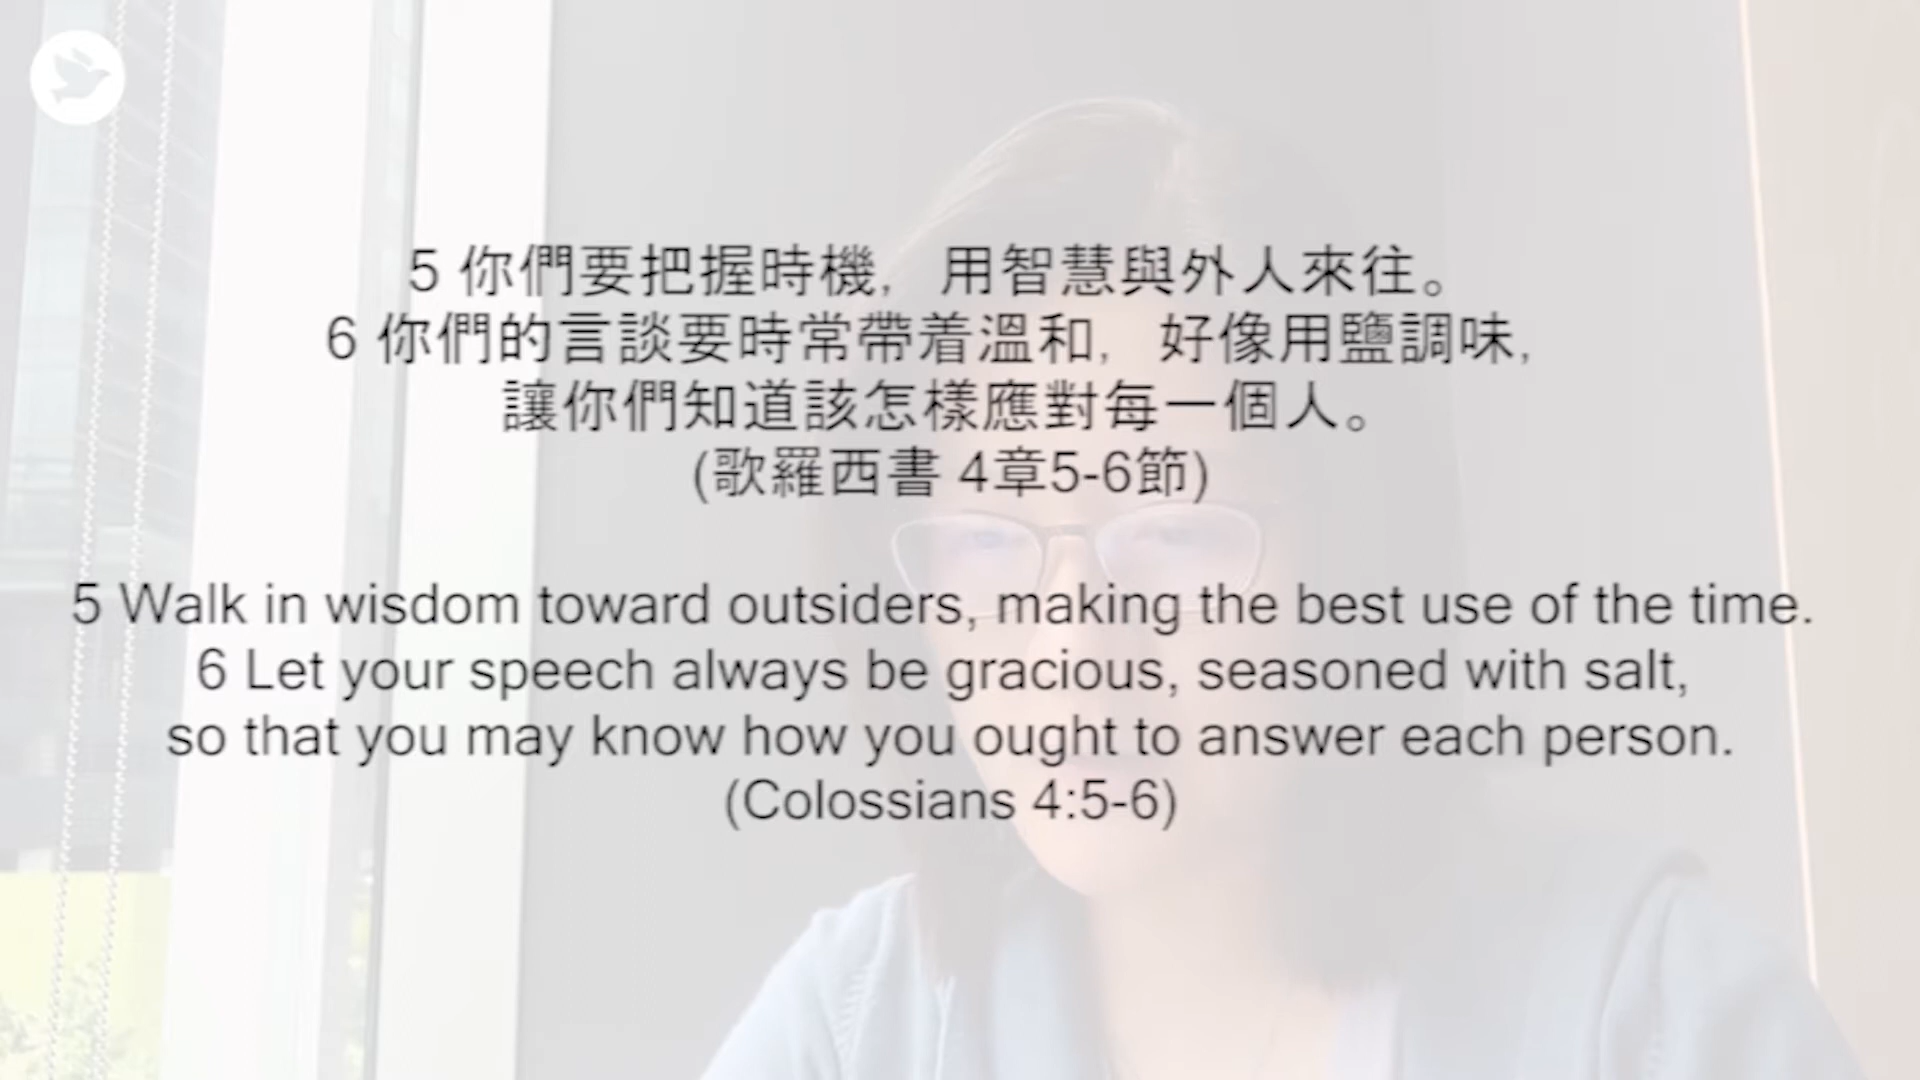 5 你們要把握時機，用智慧與外人來往。
6 你們的言談要時常帶着溫和，好像用鹽調味，
讓你們知道該怎樣應對每一個人。
(歌羅西書 4章5-6節)
5 Walk in wisdom toward outsiders, making the best use of the time.
6 Let your speech always be gracious, seasoned with salt,
so that you may know how you ought to answer each person.
(Colossians 4:5-6)